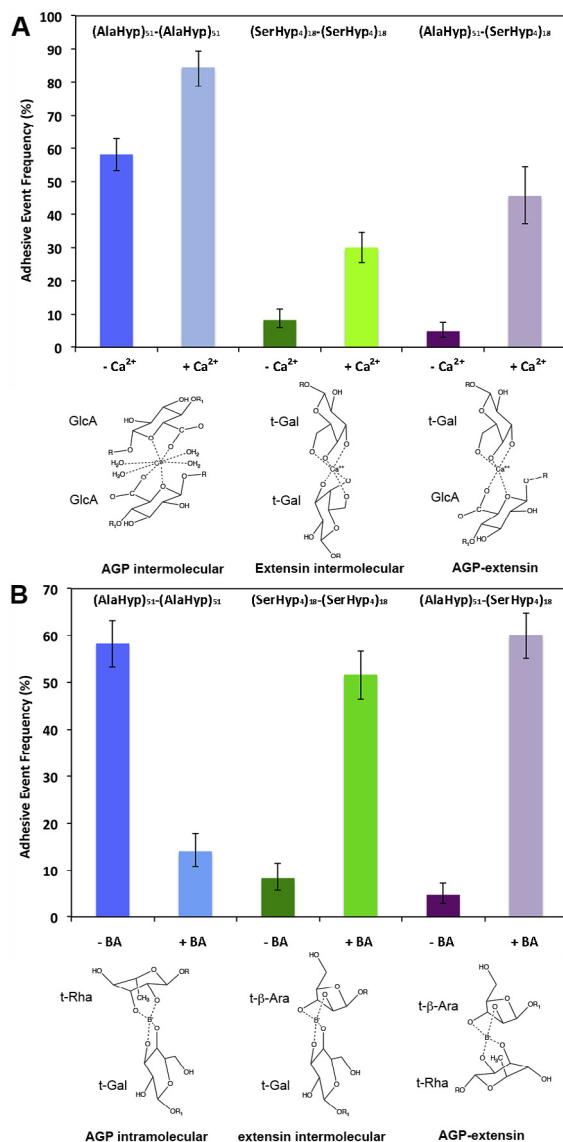 A
(AlaHyp)₅₁-(AlaHyp)₅₁ (SerHyp₄)₁₈-(SerHyp₄)₁₈ (AlaHyp)₅₁-(SerHyp₄)₁₈
Adhesive Event Frequency (%)
100
90
80
70
60
50
40
30
20
10
0
- Ca²⁺ + Ca²⁺ - Ca²⁺ + Ca²⁺ - Ca²⁺ + Ca²⁺
GlcA
GlcA
t-Gal
t-Gal
t-Gal
GlcA
AGP intermolecular Extensin intermolecular AGP-extensin
B
(AlaHyp)₅₁-(AlaHyp)₅₁ (SerHyp₄)₁₈-(SerHyp₄)₁₈ (AlaHyp)₅₁-(SerHyp₄)₁₈
Adhesive Event Frequency (%)
70
60
50
40
30
20
10
0
- BA + BA - BA + BA - BA + BA
t-Rha
t-Gal
t-β-Ara
t-Gal
t-β-Ara
t-Rha
AGP intramolecular extensin intermolecular AGP-extensin